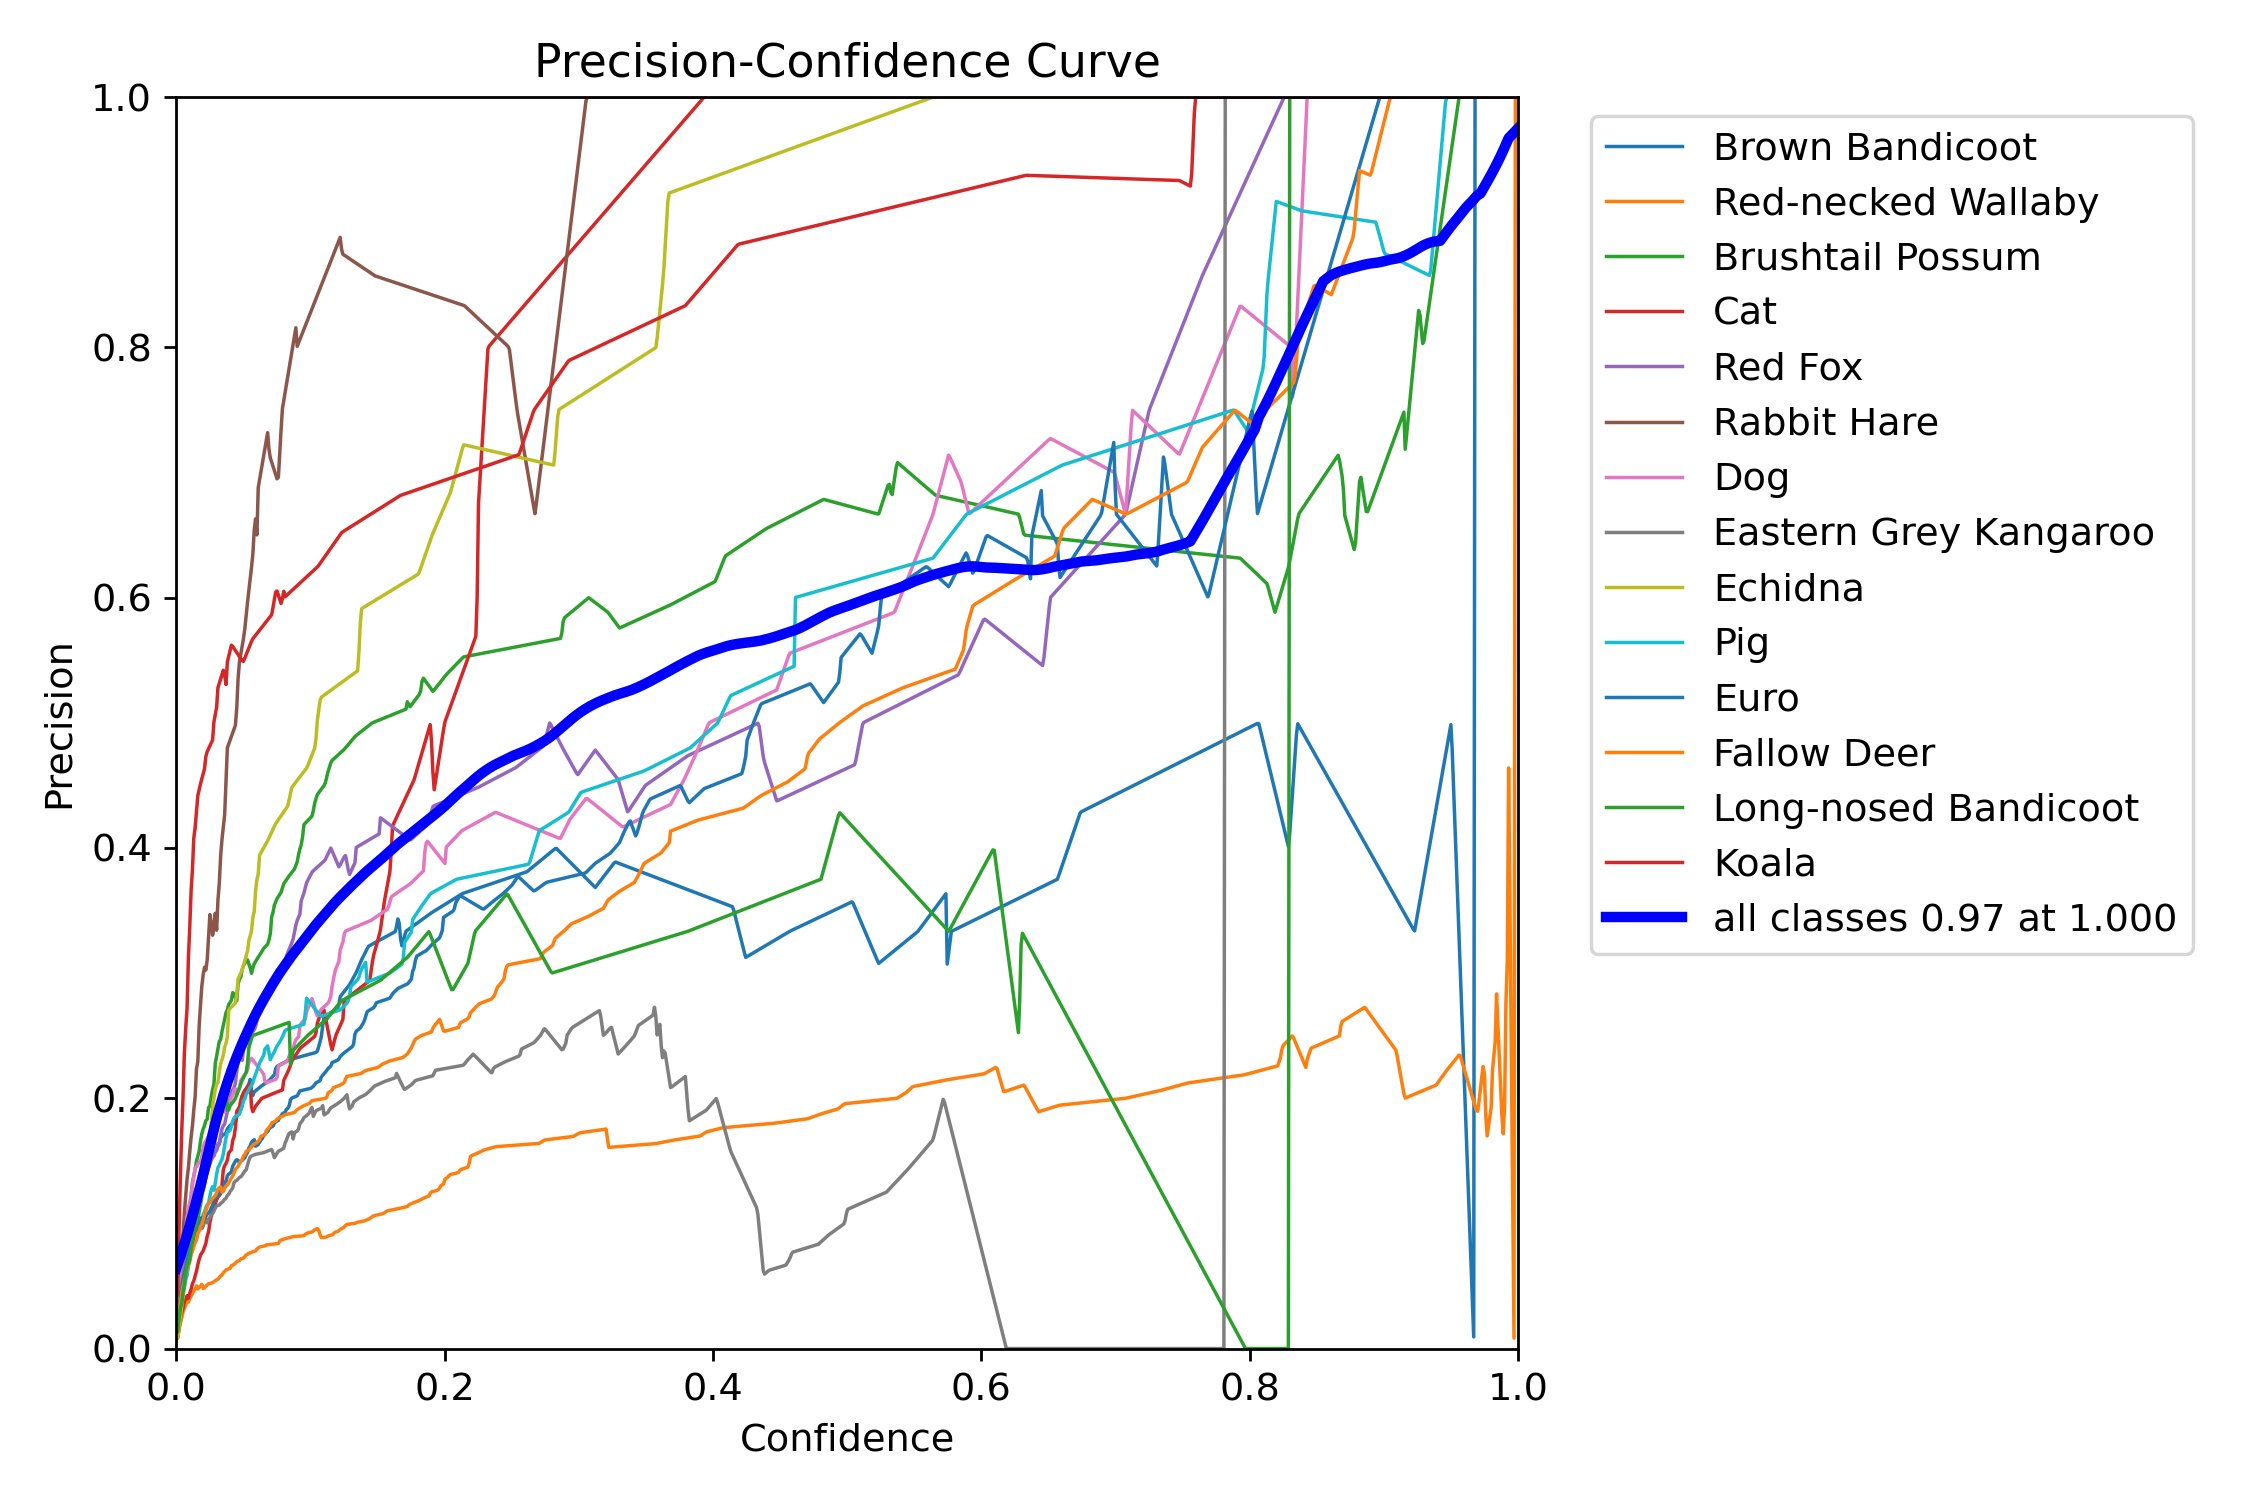 Precision-Confidence Curve
1.0
0.8
0.6
0.4
0.2
0.0
Precision
0.0 0.2 0.4 0.6 0.8 1.0
Confidence
Brown Bandicoot
Red-necked Wallaby
Brushtail Possum
Cat
Red Fox
Rabbit Hare
Dog
Eastern Grey Kangaroo
Echidna
Pig
Euro
Fallow Deer
Long-nosed Bandicoot
Koala
all classes 0.97 at 1.000